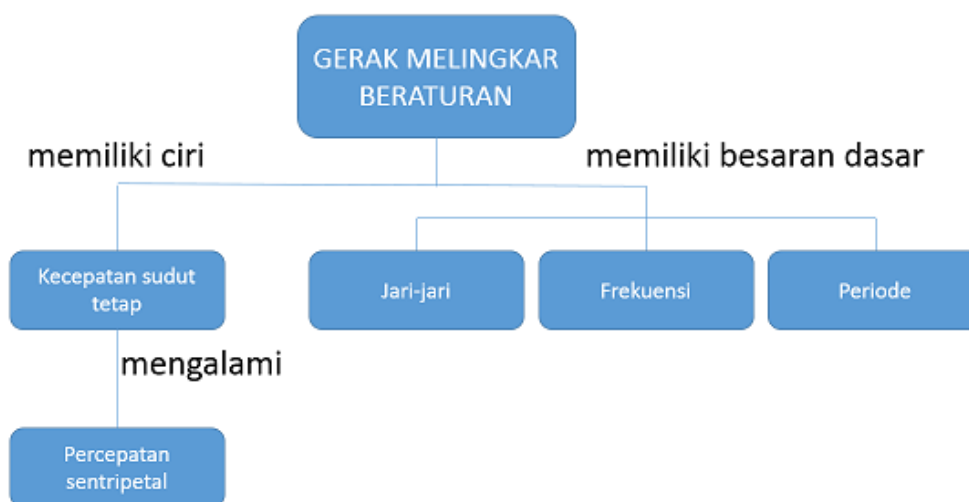 GERAK MELINGKAR
BERATURAN
memiliki ciri
memiliki besaran dasar
Kecepatan sudut
tetap
Jari-jari
Frekuensi
Periode
mengalami
Percepatan
sentripetal